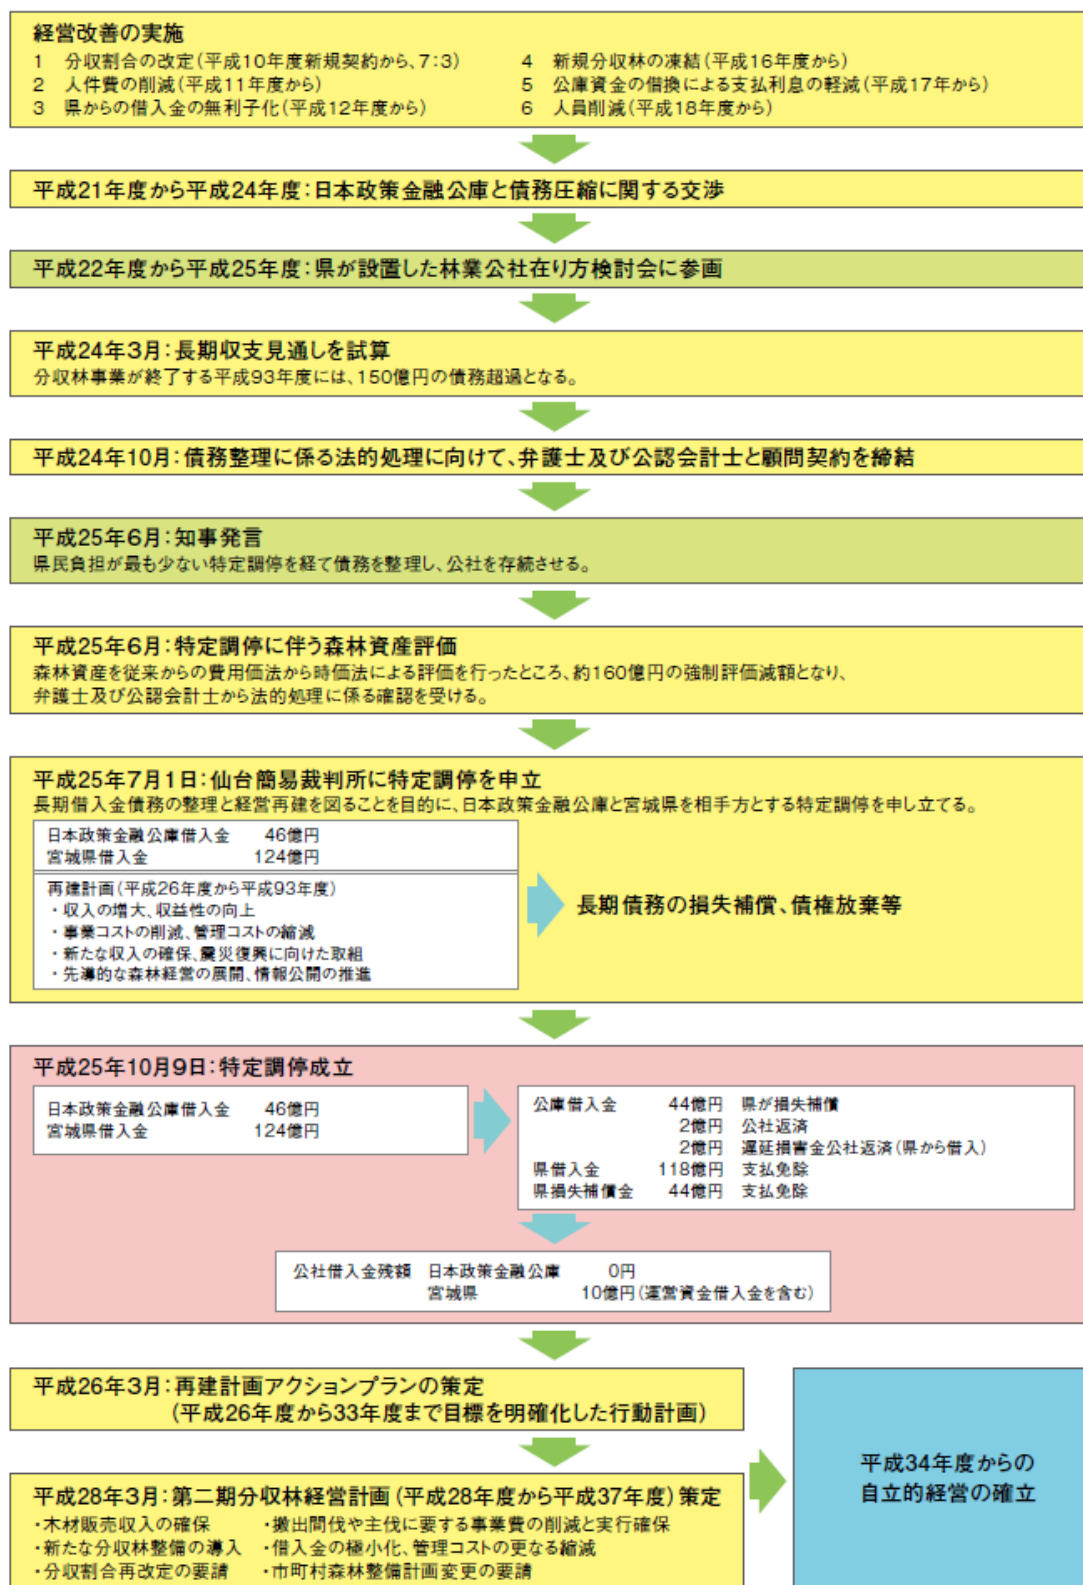 経営改善の実施
1 分収割合の改定(平成10年度新規契約から、7:3)
2 人件費の削減(平成11年度から)
3 県からの借入金の無利子化(平成12年度から)
4 新規分収林の凍結(平成16年度から)
5 公庫資金の借換による支払利息の軽減(平成17年から)
6 人員削減(平成18年度から)
平成21年度から平成24年度:日本政策金融公庫と債務圧縮に関する交渉
平成22年度から平成25年度:県が設置した林業公社在り方検討会に参画
平成24年3月:長期収支見通しを試算
分収林事業が終了する平成93年度には、150億円の債務超過となる。
平成24年10月:債務整理に係る法的処理に向けて、弁護士及び公認会計士と顧問契約を締結
平成25年6月:知事発言
県民負担が最も少ない特定調停を経て債務を整理し、公社を存続させる。
平成25年6月:特定調停に伴う森林資産評価
森林資産を従来からの費用価法から時価法による評価を行ったところ、約160億円の強制評価減額となり、
弁護士及び公認会計士から法的処理に係る確認を受ける。
平成25年7月1日:仙台簡易裁判所に特定調停を申立
長期借入金債務の整理と経営再建を図ることを目的に、日本政策金融公庫と宮城県を相手方とする特定調停を申し立てる。
日本政策金融公庫借入金 46億円
宮城県借入金 124億円
再建計画(平成26年度から平成93年度)
・収入の増大、収益性の向上
・事業コストの削減、管理コストの縮減
・新たな収入の確保、震災復興に向けた取組
・先導的な森林経営の展開、情報公開の推進
長期債務の損失補償、債権放棄等
平成25年10月9日:特定調停成立
日本政策金融公庫借入金 46億円
宮城県借入金 124億円
公庫借入金 44億円 県が損失補償
2億円 公社返済
2億円 遅延損害金公社返済(県から借入)
県借入金 118億円 支払免除
県損失補償金 44億円 支払免除
公社借入金残額 日本政策金融公庫 0円
宮城県 10億円(運営資金借入金を含む)
平成26年3月:再建計画アクションプランの策定
(平成26年度から33年度まで目標を明確化した行動計画)
平成28年3月:第二期分収林経営計画(平成28年度から平成37年度)策定
・木材販売収入の確保 ・搬出間伐や主伐に要する事業費の削減と実行確保
・新たな分収林整備の導入 ・借入金の極小化、管理コストの更なる縮減
・分収割合再改定の要請 ・市町村森林整備計画変更の要請
平成34年度からの
自立的経営の確立